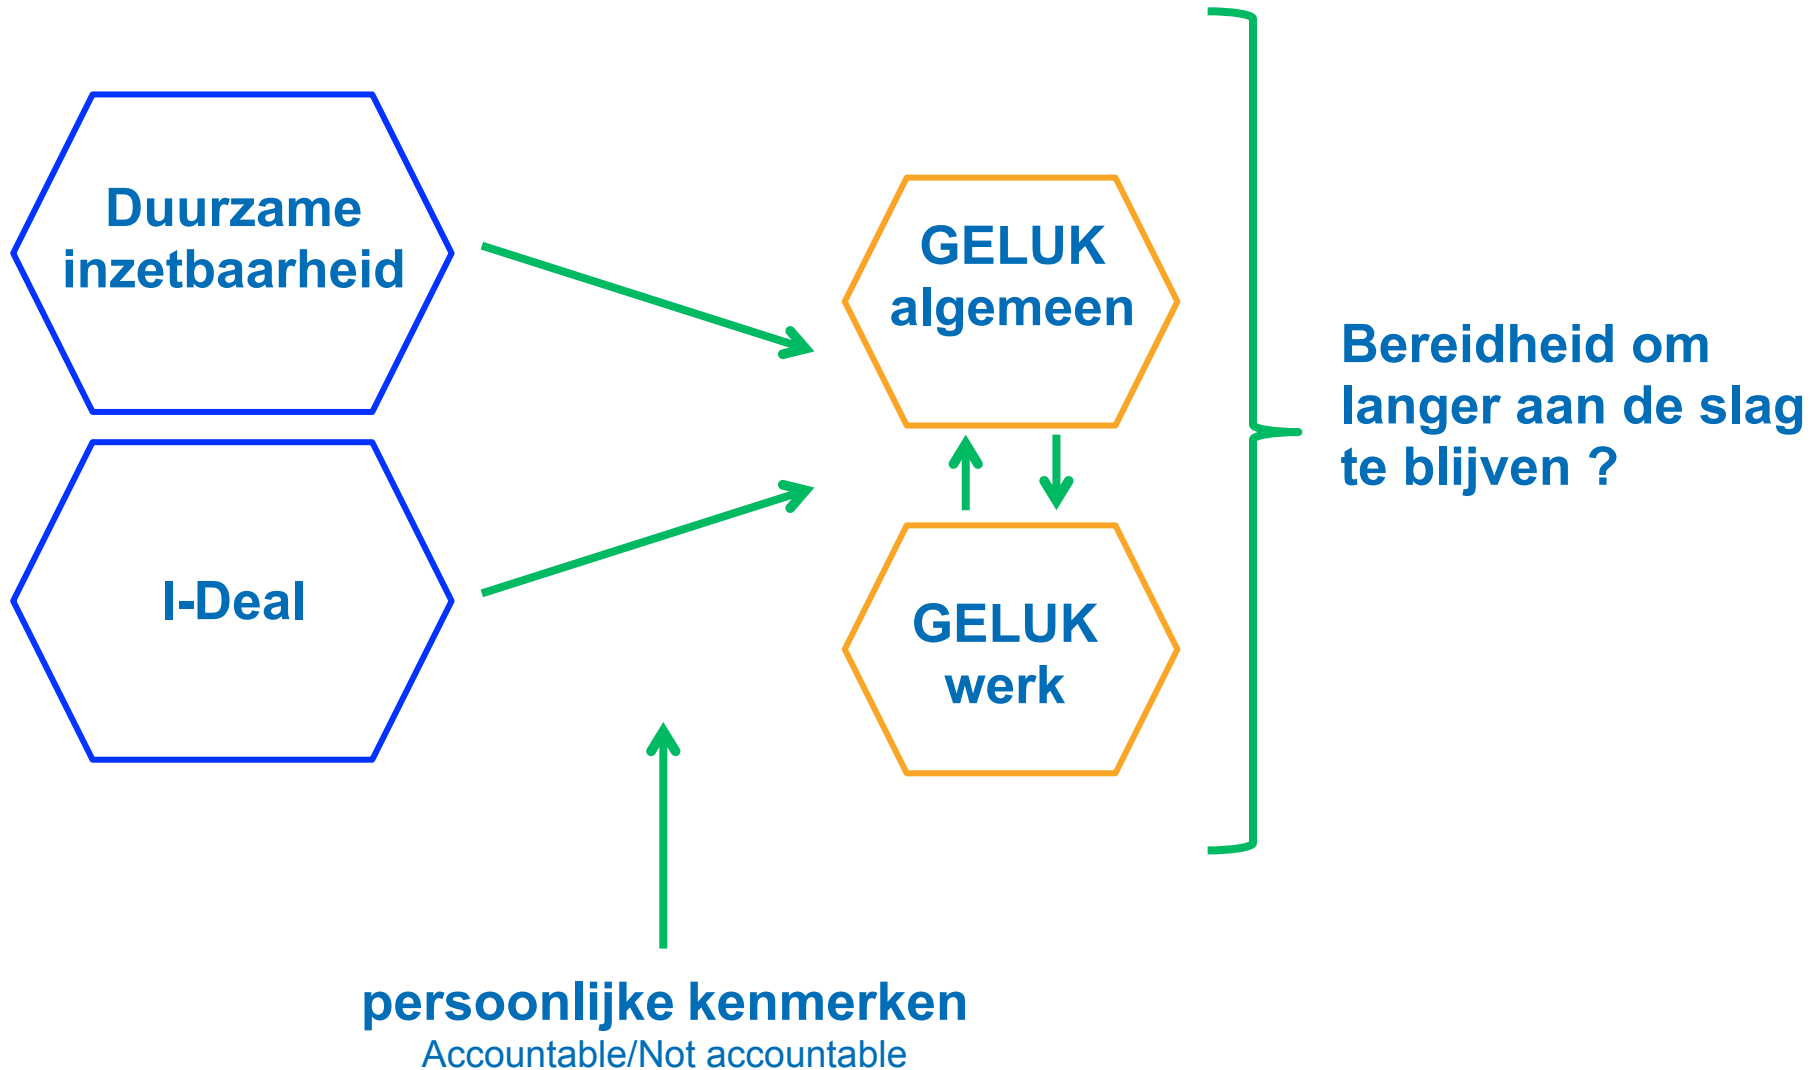 Duurzame
inzetbaarheid
I-Deal
GELUK
algemeen
GELUK
werk
Bereidheid om
langer aan de slag
te blijven ?
persoonlijke kenmerken
Accountable/Not accountable